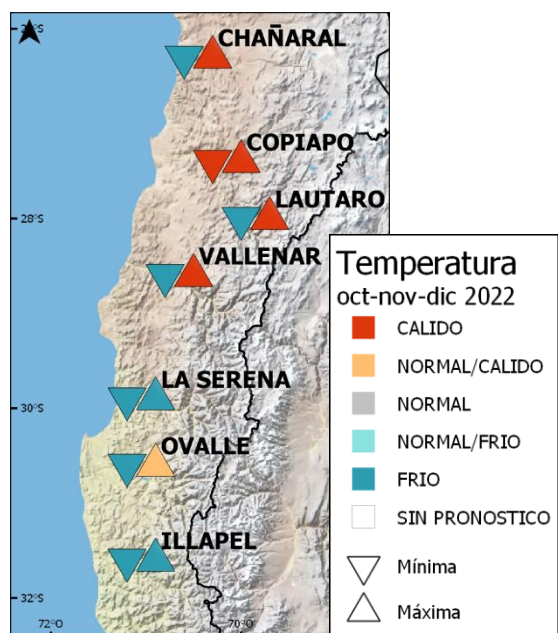 26°S
CHAÑARAL
COPIAPO
LAUTARO
28°S
VALLENAR
LA SERENA
30°S
OVALLE
ILLAPEL
32°S
72°O
70°O
Temperatura
oct-nov-dic 2022
CALIDO
NORMAL/CALIDO
NORMAL
NORMAL/FRIO
FRIO
SIN PRONOSTICO
Mínima
Máxima